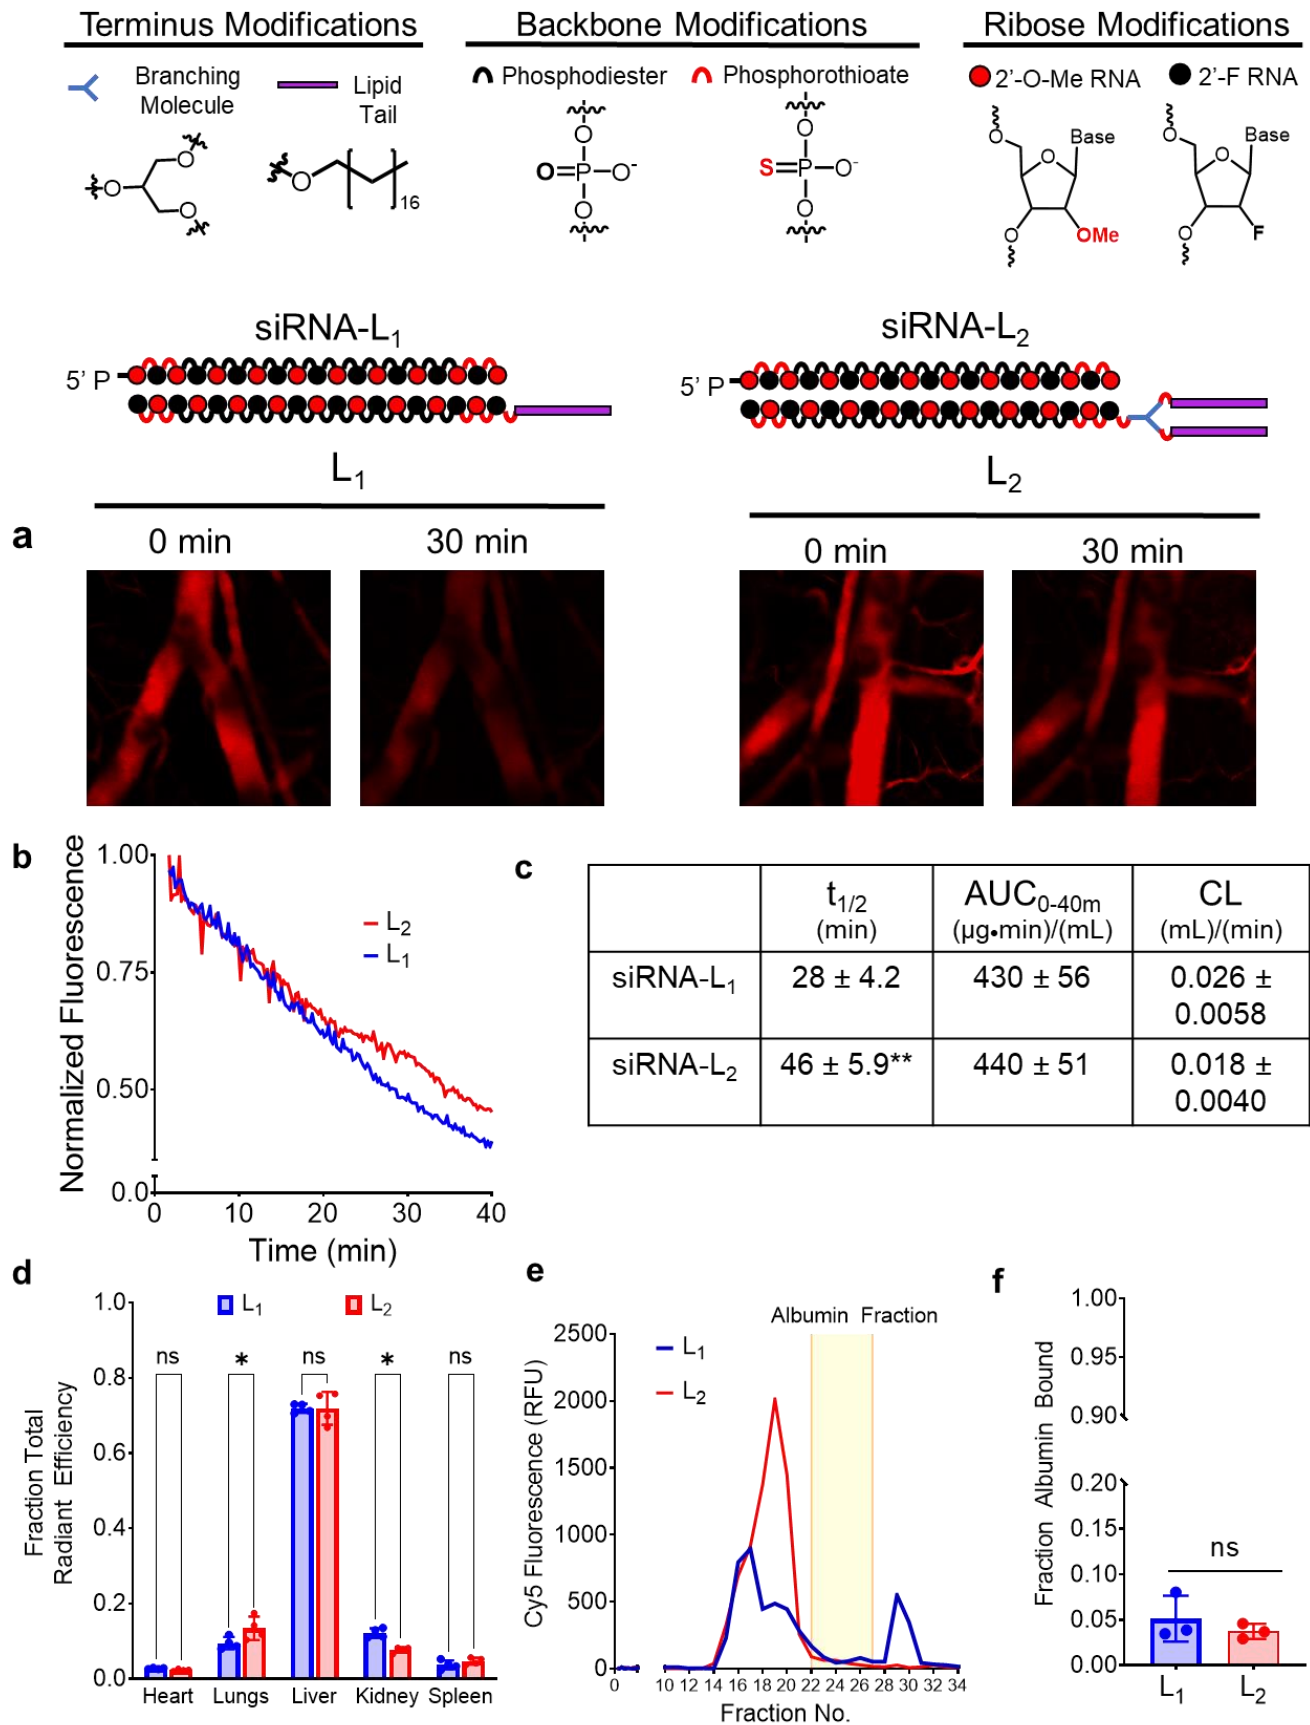 Terminus Modifications
Backbone Modifications
Ribose Modifications
Branching
Molecule
Lipid
Tail
Phosphodiester
Phosphorothioate
2'-O-Me RNA
2'-F RNA
O
O
O
O
16
O
O=P-O-
O
O
S=P-O-
O
O
Base
O
O
OMe
O
Base
O
O
F
siRNA-L1
5' P
siRNA-L2
5' P
L1
L2
a
0 min
30 min
0 min
30 min
b
Normalized Fluorescence
1.00
0.75
0.50
0.0
L2
L1
0 10 20 30 40
Time (min)
c
t1/2
(min)
AUC0-40m
(µg•min)/(mL)
CL
(mL)/(min)
siRNA-L1
28 ± 4.2
430 ± 56
0.026 ±
0.0058
siRNA-L2
46 ± 5.9**
440 ± 51
0.018 ±
0.0040
d
Fraction Total
Radiant Efficiency
1.0
0.8
0.6
0.4
0.2
0.0
L1
L2
ns
*
ns
*
ns
Heart Lungs Liver Kidney Spleen
e
Albumin Fraction
Cy5 Fluorescence (RFU)
2500
2000
1500
1000
500
0
L1
L2
0 10 12 14 16 18 20 22 24 26 28 30 32 34
Fraction No.
f
Fraction Albumin Bound
1.00
0.95
0.90
0.20
0.15
0.10
0.05
0.00
ns
L1
L2